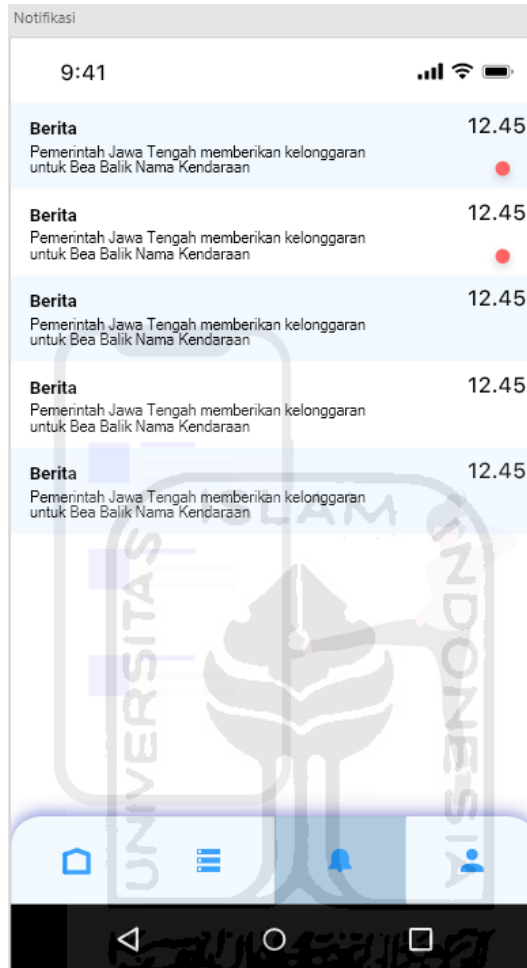 Notifikasi
9:41
Berita 12.45
Pemerintah Jawa Tengah memberikan kelonggaran
untuk Bea Balik Nama Kendaraan
Berita 12.45
Pemerintah Jawa Tengah memberikan kelonggaran
untuk Bea Balik Nama Kendaraan
Berita 12.45
Pemerintah Jawa Tengah memberikan kelonggaran
untuk Bea Balik Nama Kendaraan
Berita 12.45
Pemerintah Jawa Tengah memberikan kelonggaran
untuk Bea Balik Nama Kendaraan
Berita 12.45
Pemerintah Jawa Tengah memberikan kelonggaran
untuk Bea Balik Nama Kendaraan
UNIVERSITAS
ISLAM
INDONESIA